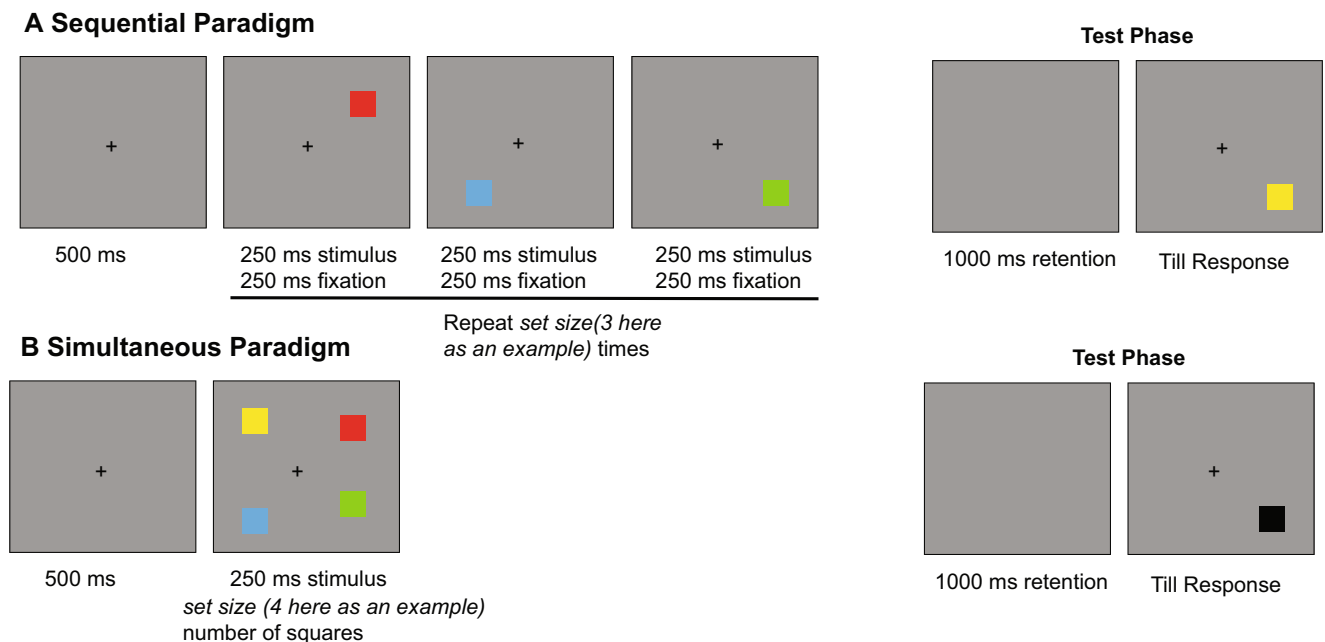 A Sequential Paradigm
Test Phase
500 ms
250 ms stimulus
250 ms fixation
250 ms stimulus
250 ms fixation
250 ms stimulus
250 ms fixation
1000 ms retention
Till Response
Repeat set size(3 here
as an example) times
B Simultaneous Paradigm
Test Phase
500 ms
250 ms stimulus
set size (4 here as an example)
number of squares
1000 ms retention
Till Response